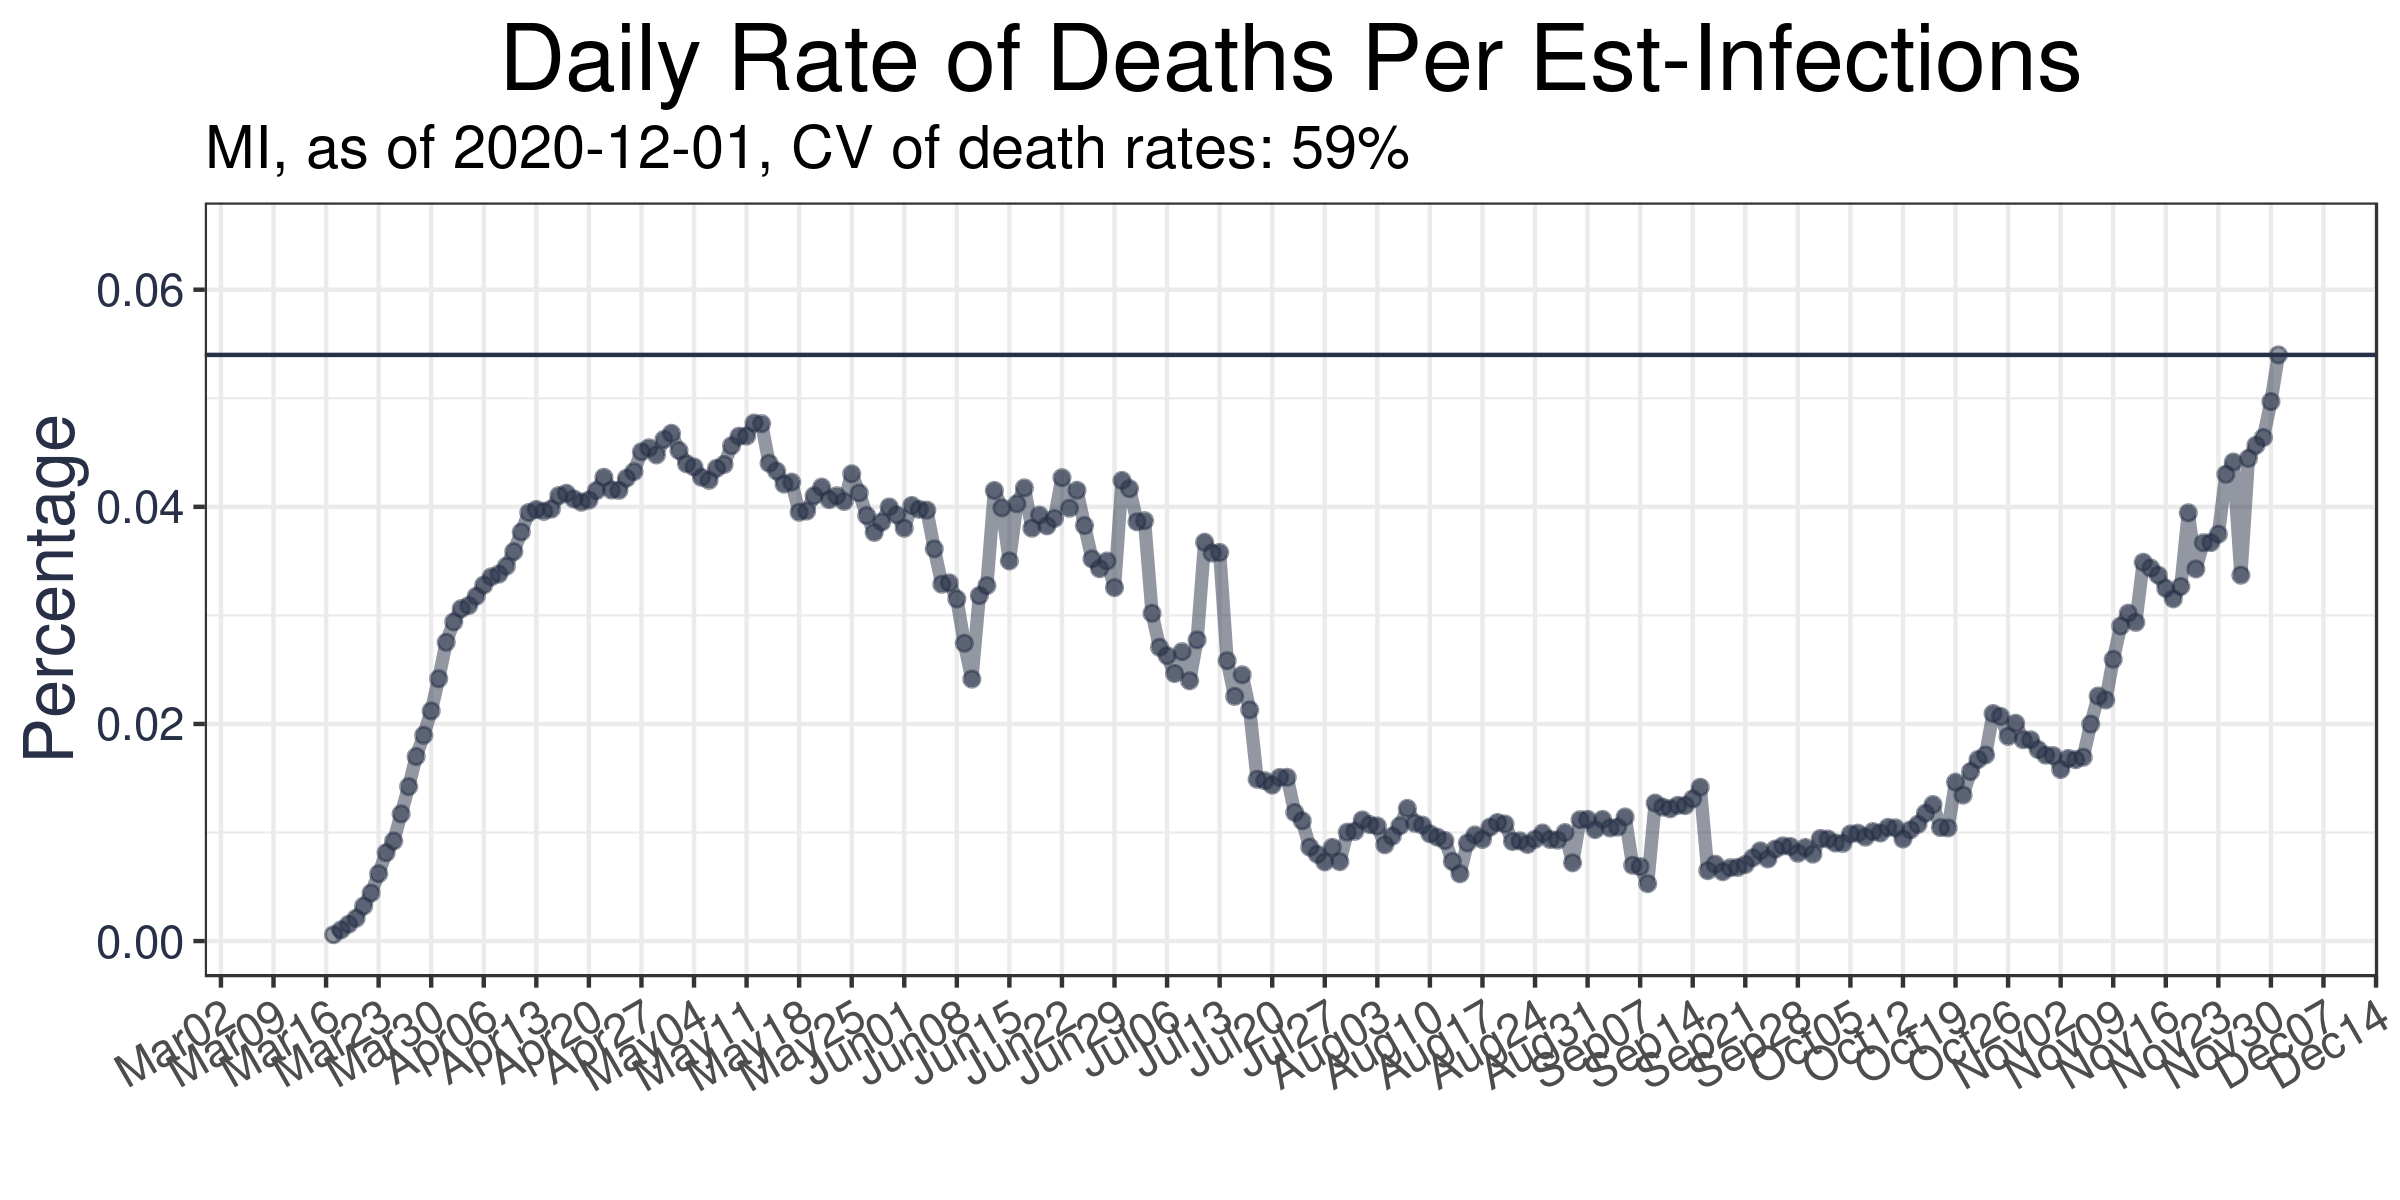 Daily Rate of Deaths Per Est-Infections
MI, as of 2020-12-01, CV of death rates: 59%
Percentage
0.06
0.04
0.02
0.00
Mar02
Mar09
Mar16
Mar23
Mar30
Apr06
Apr13
Apr20
Apr27
May04
May11
May18
May25
Jun01
Jun08
Jun15
Jun22
Jun29
Jul06
Jul13
Jul20
Jul27
Aug03
Aug10
Aug17
Aug24
Aug31
Sep07
Sep14
Sep21
Sep28
Oct05
Oct12
Oct19
Oct26
Nov02
Nov09
Nov16
Nov23
Nov30
Dec07
Dec14